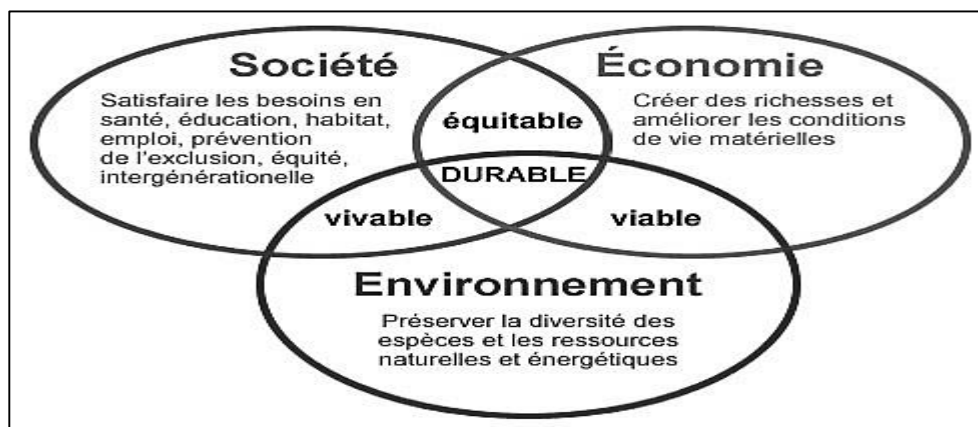 Société
Satisfaire les besoins en
santé, éducation, habitat,
emploi, prévention
de l'exclusion, équité,
intergénérationelle
Économie
Créer des richesses et
améliorer les conditions
de vie matérielles
équitable
DURABLE
vivable
viable
Environnement
Préserver la diversité des
espèces et les ressources
naturelles et énergétiques